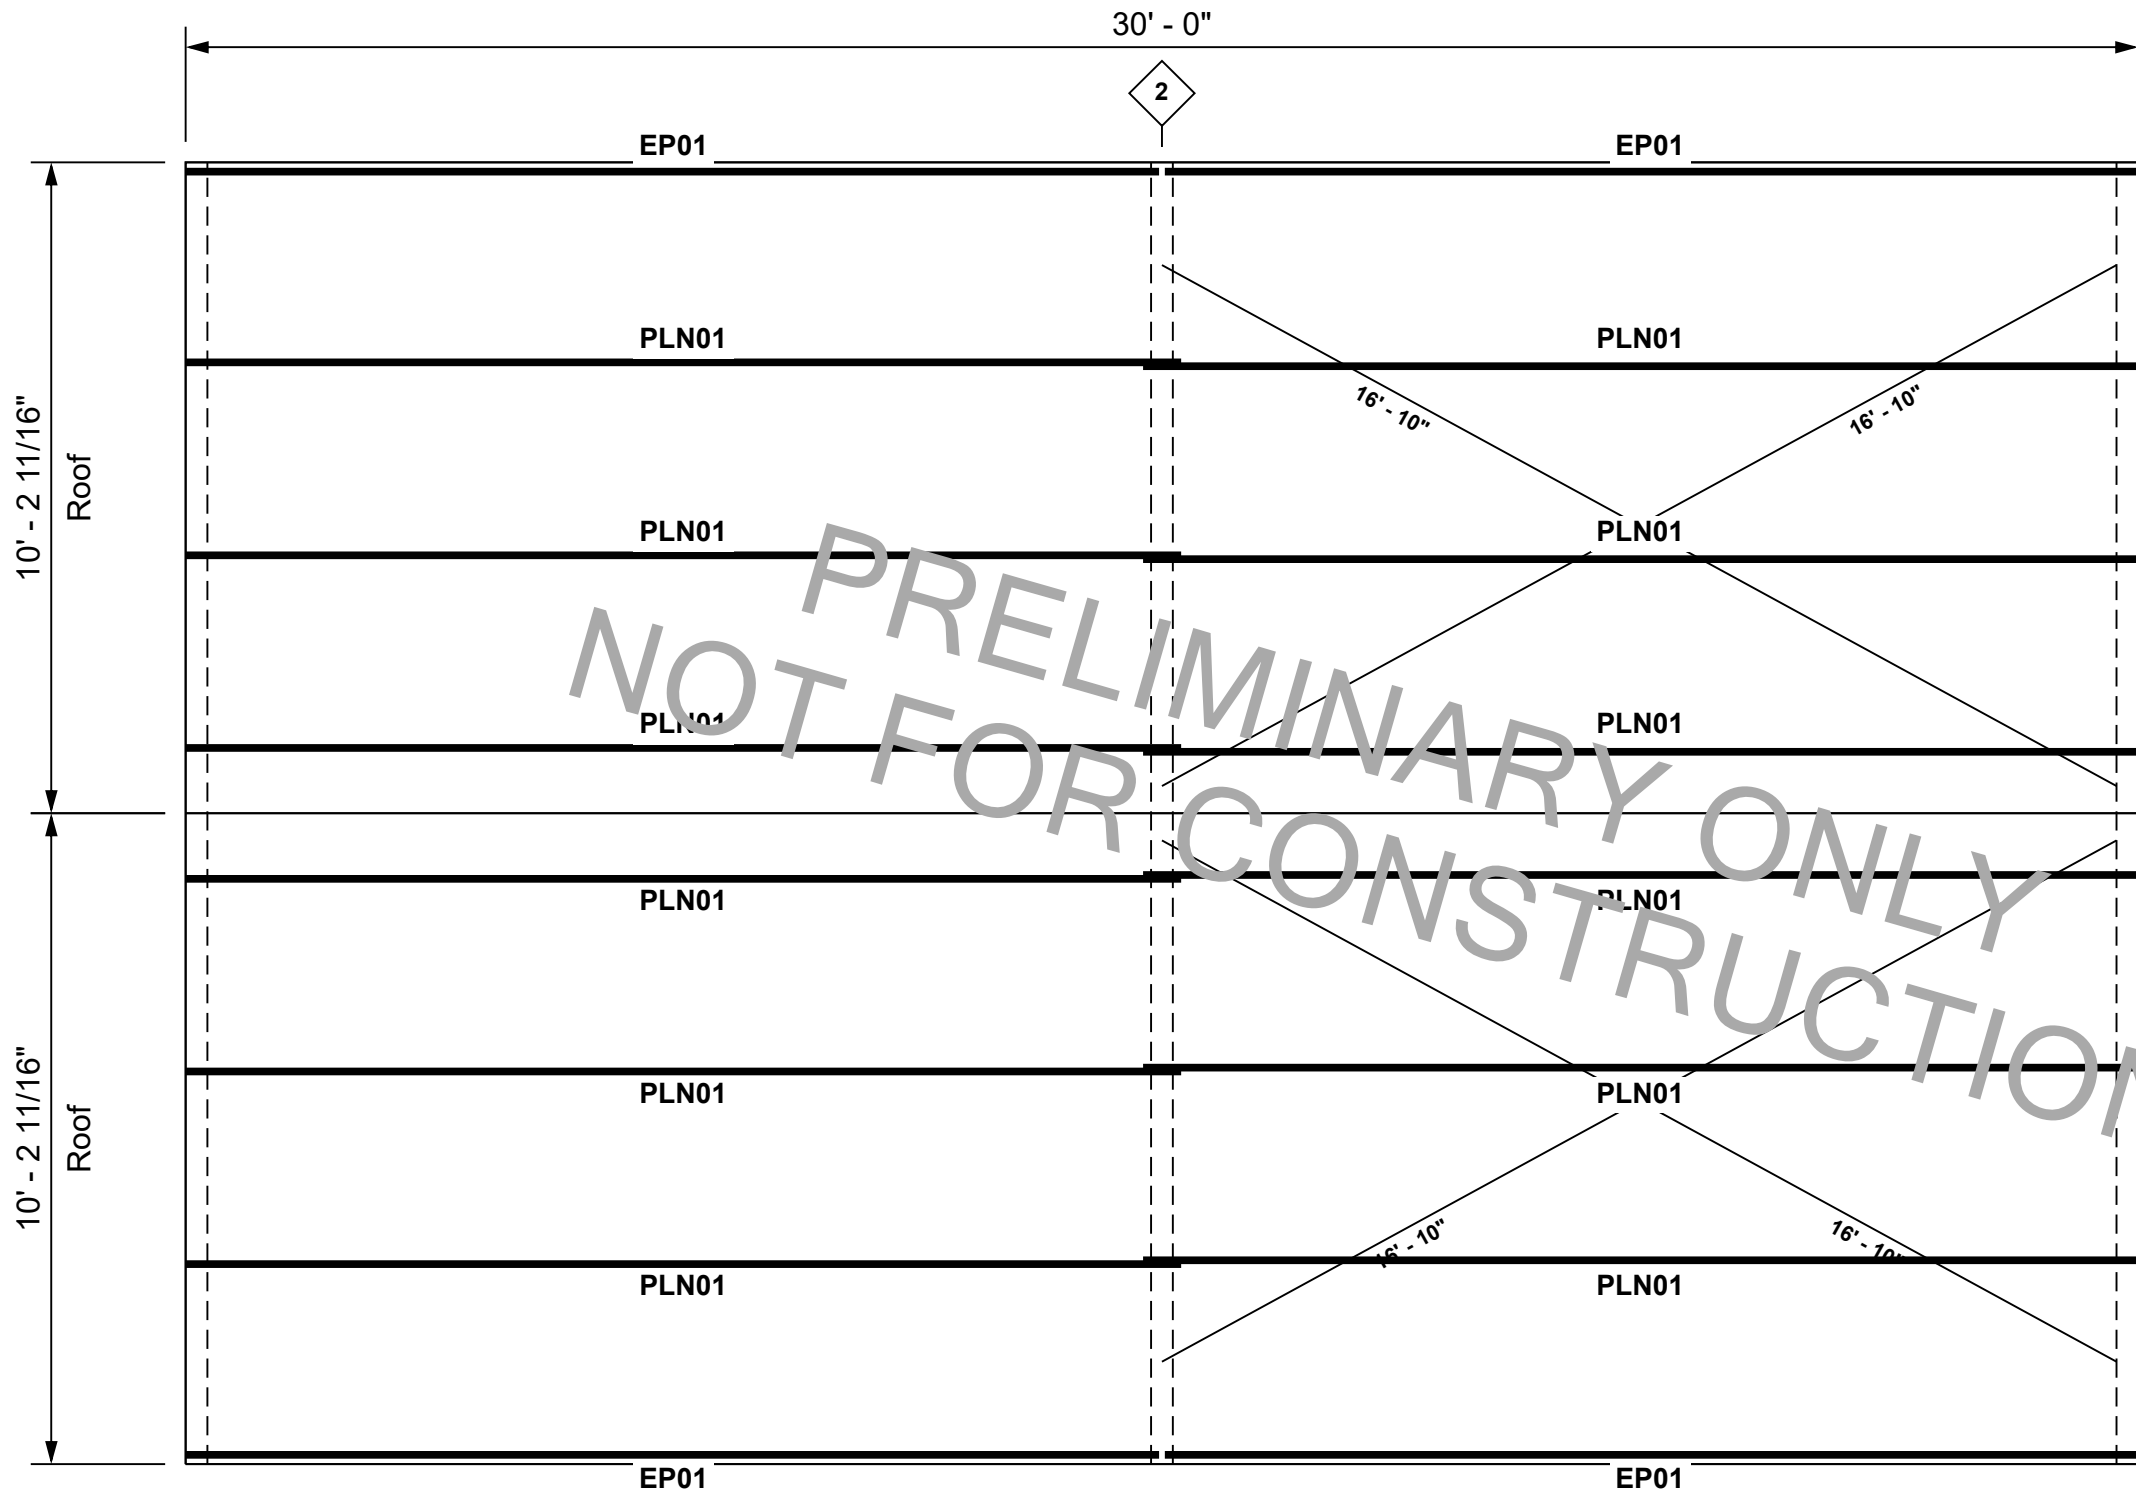 30' - 0"
2
EP01
EP01
PLN01
PLN01
16' - 10"
16' - 10"
10' - 2 11/16"
Roof
PLN01
PLN01
PRELIMINARY ONLY
NOT FOR CONSTRUCTION
PLN01
PLN01
PLN01
PLN01
PLN01
PLN01
10' - 2 11/16"
Roof
16' - 10"
16' - 10"
PLN01
PLN01
EP01
EP01